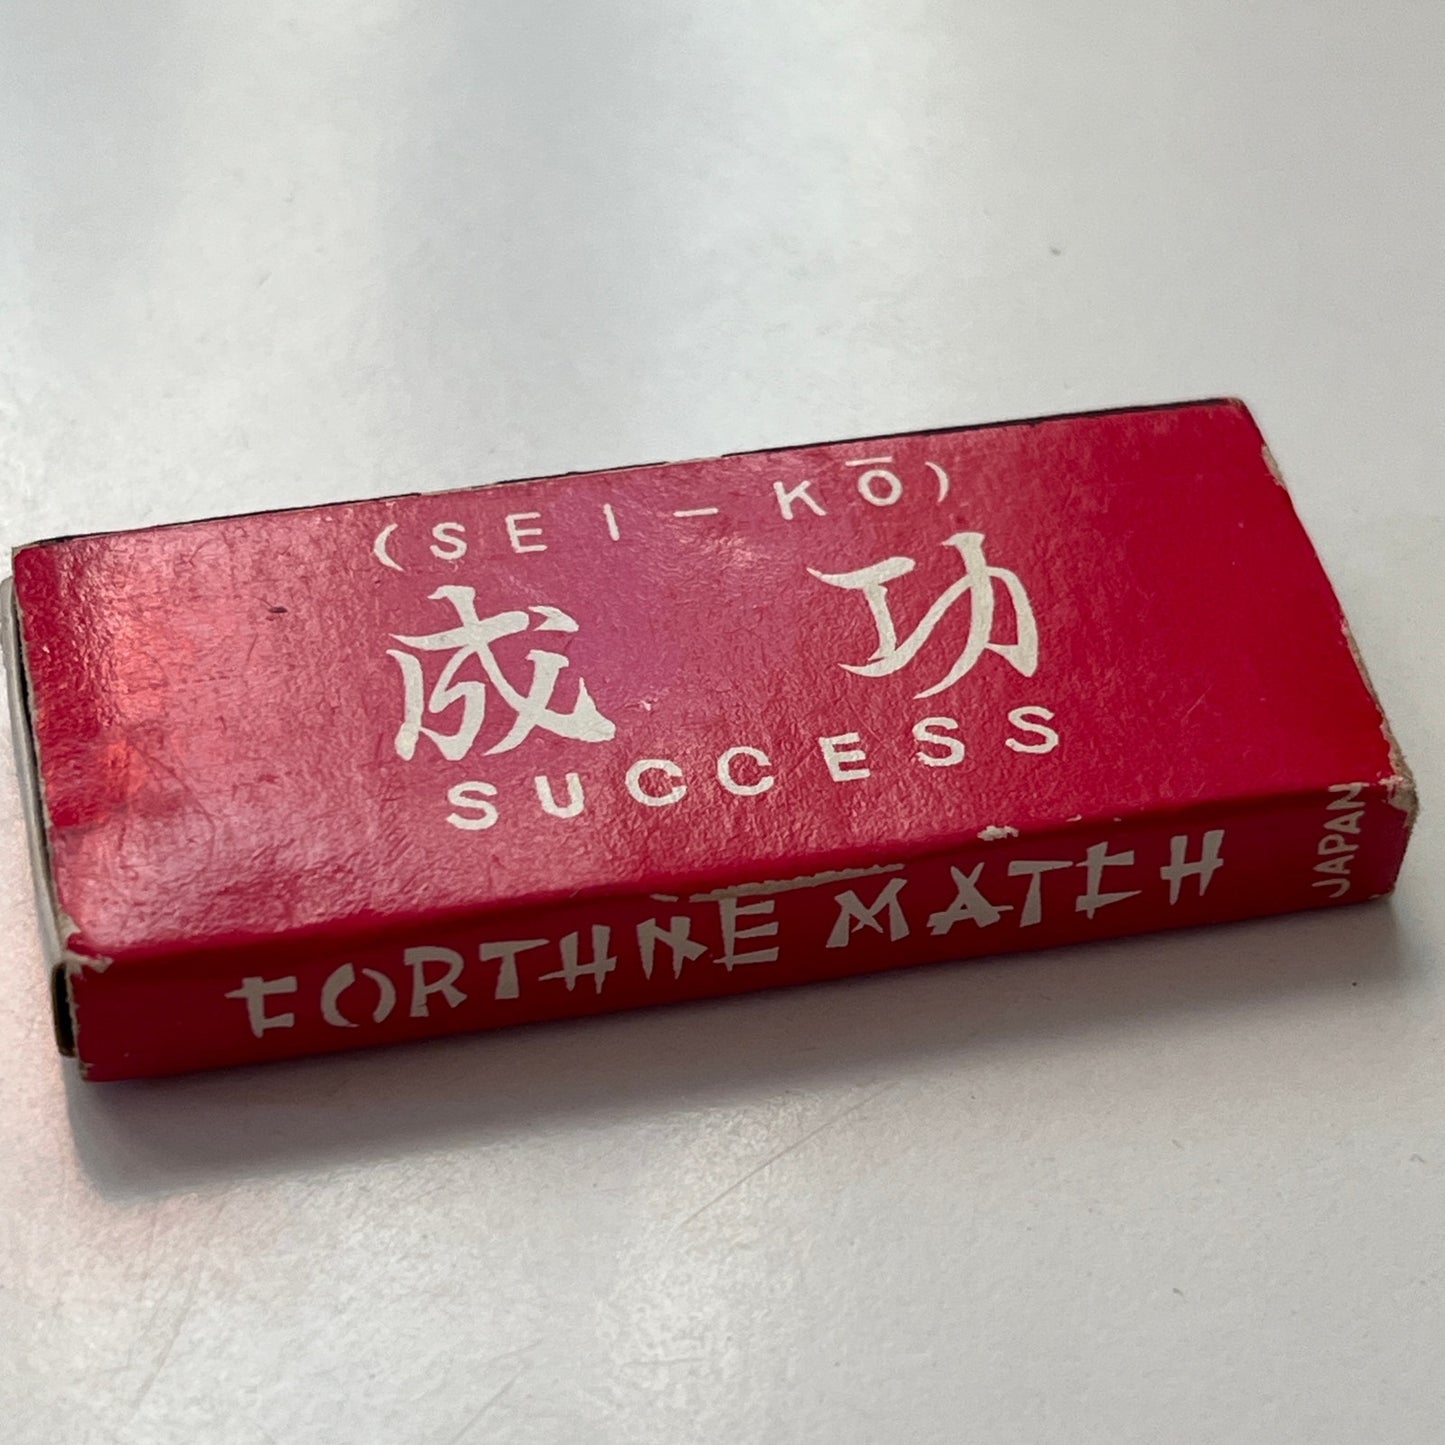 (SEI-KŌ)
成功
SUCCESS
FORTUNE MATCH
JAPAN